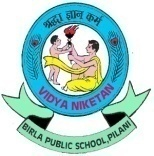 श्रद्धा ज्ञान कर्म
VIDYA NIKETAN
BIRLA PUBLIC SCHOOL, PILANI